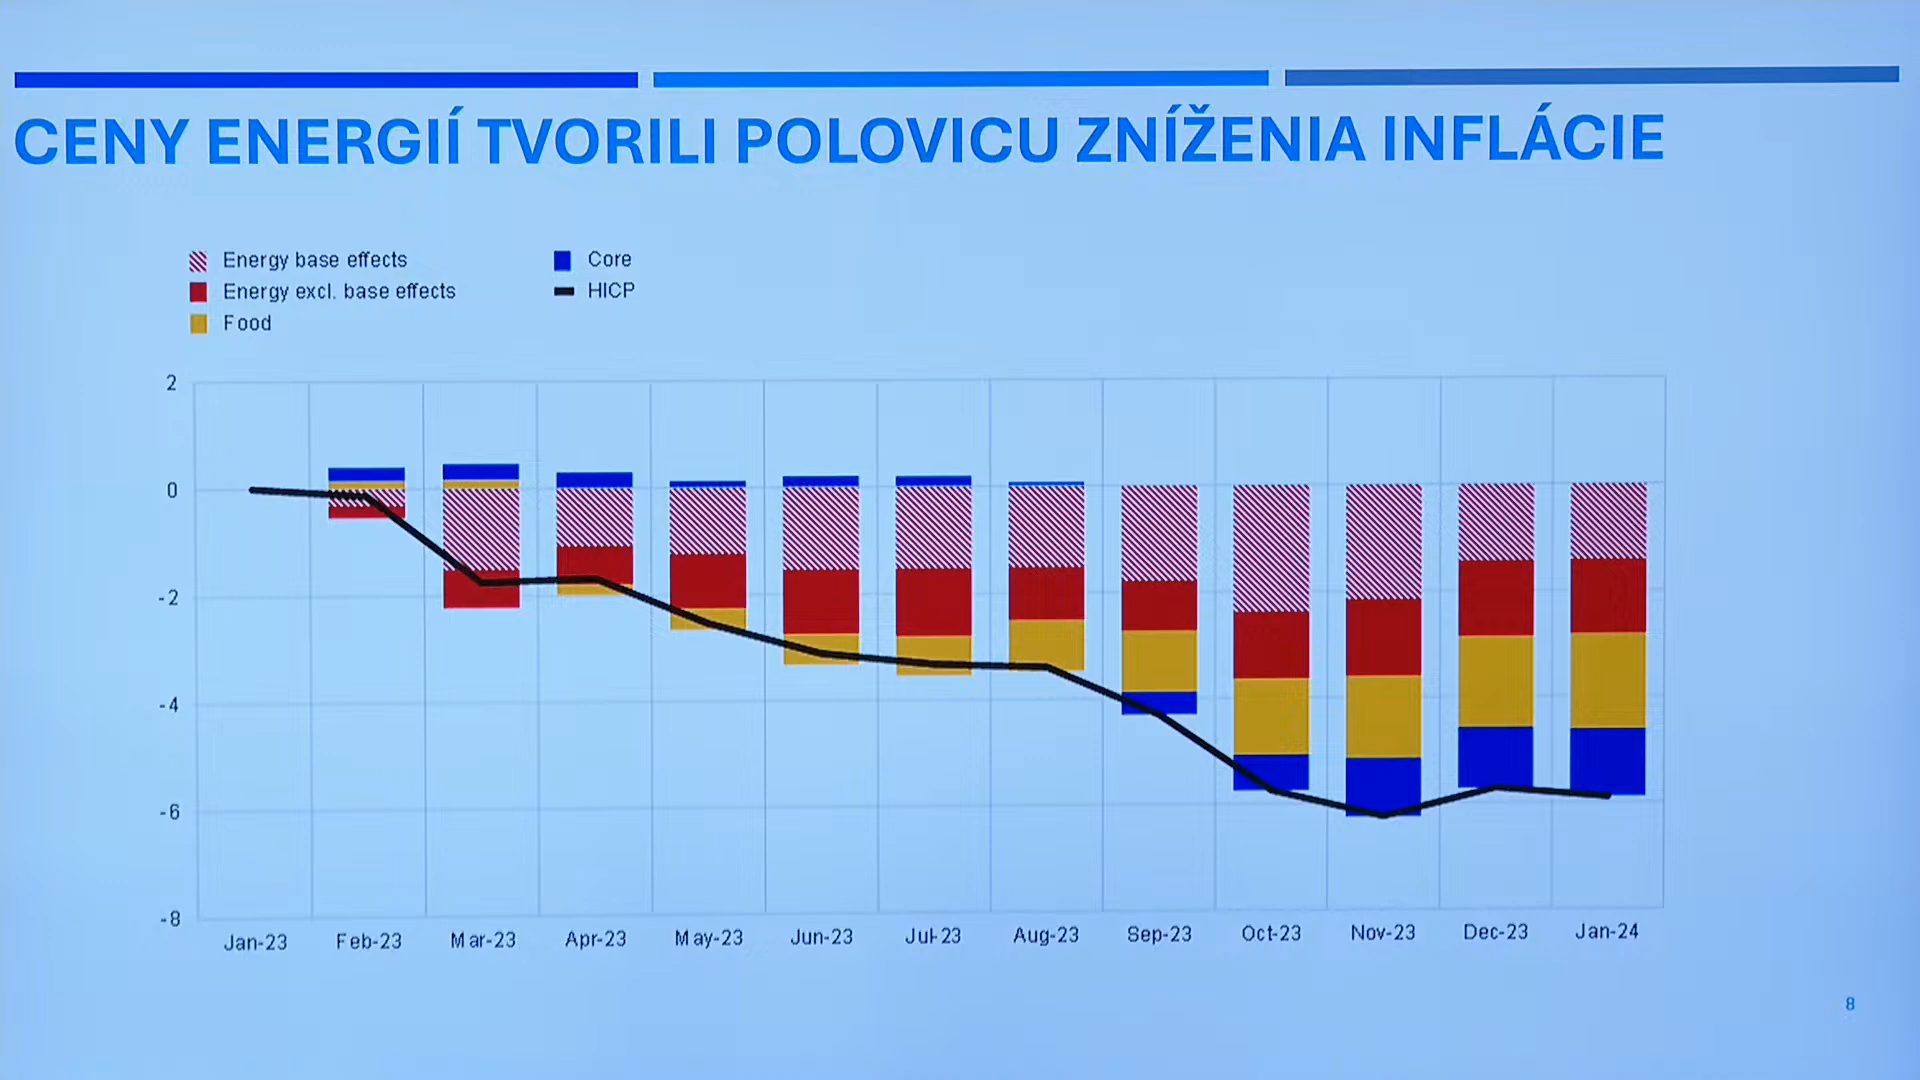 CENY ENERGIÍ TVORILI POLOVICU ZNÍŽENIA INFLÁCIE
Energy base effects
Energy excl. base effects
Food
Core
HICP
2
0
-2
-4
-6
-8
Jan-23 Feb-23 Mar-23 Apr-23 May-23 Jun-23 Jul-23 Aug-23 Sep-23 Oct-23 Nov-23 Dec-23 Jan-24
8